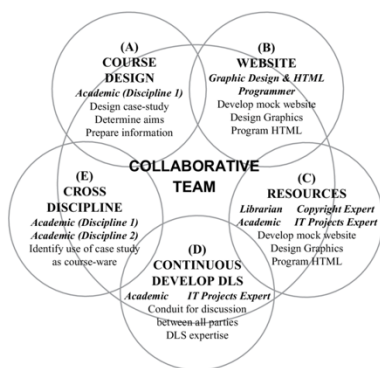 (A)
COURSE
DESIGN
Academic (Discipline 1)
Design case-study
Determine aims
Prepare information
(B)
WEBSITE
Graphic Design & HTML
Programmer
Develop mock website
Design Graphics
Program HTML
COLLABORATIVE
TEAM
(C)
RESOURCES
Librarian Copyright Expert
Academic IT Projects Expert
Develop mock website
Design Graphics
Program HTML
(D)
CONTINUOUS
DEVELOP DLS
Academic IT Projects Expert
Conduit for discussion
between all parties
DLS expertise
(E)
CROSS
DISCIPLINE
Academic (Discipline 1)
Academic (Discipline 2)
Identify use of case study
as course-ware